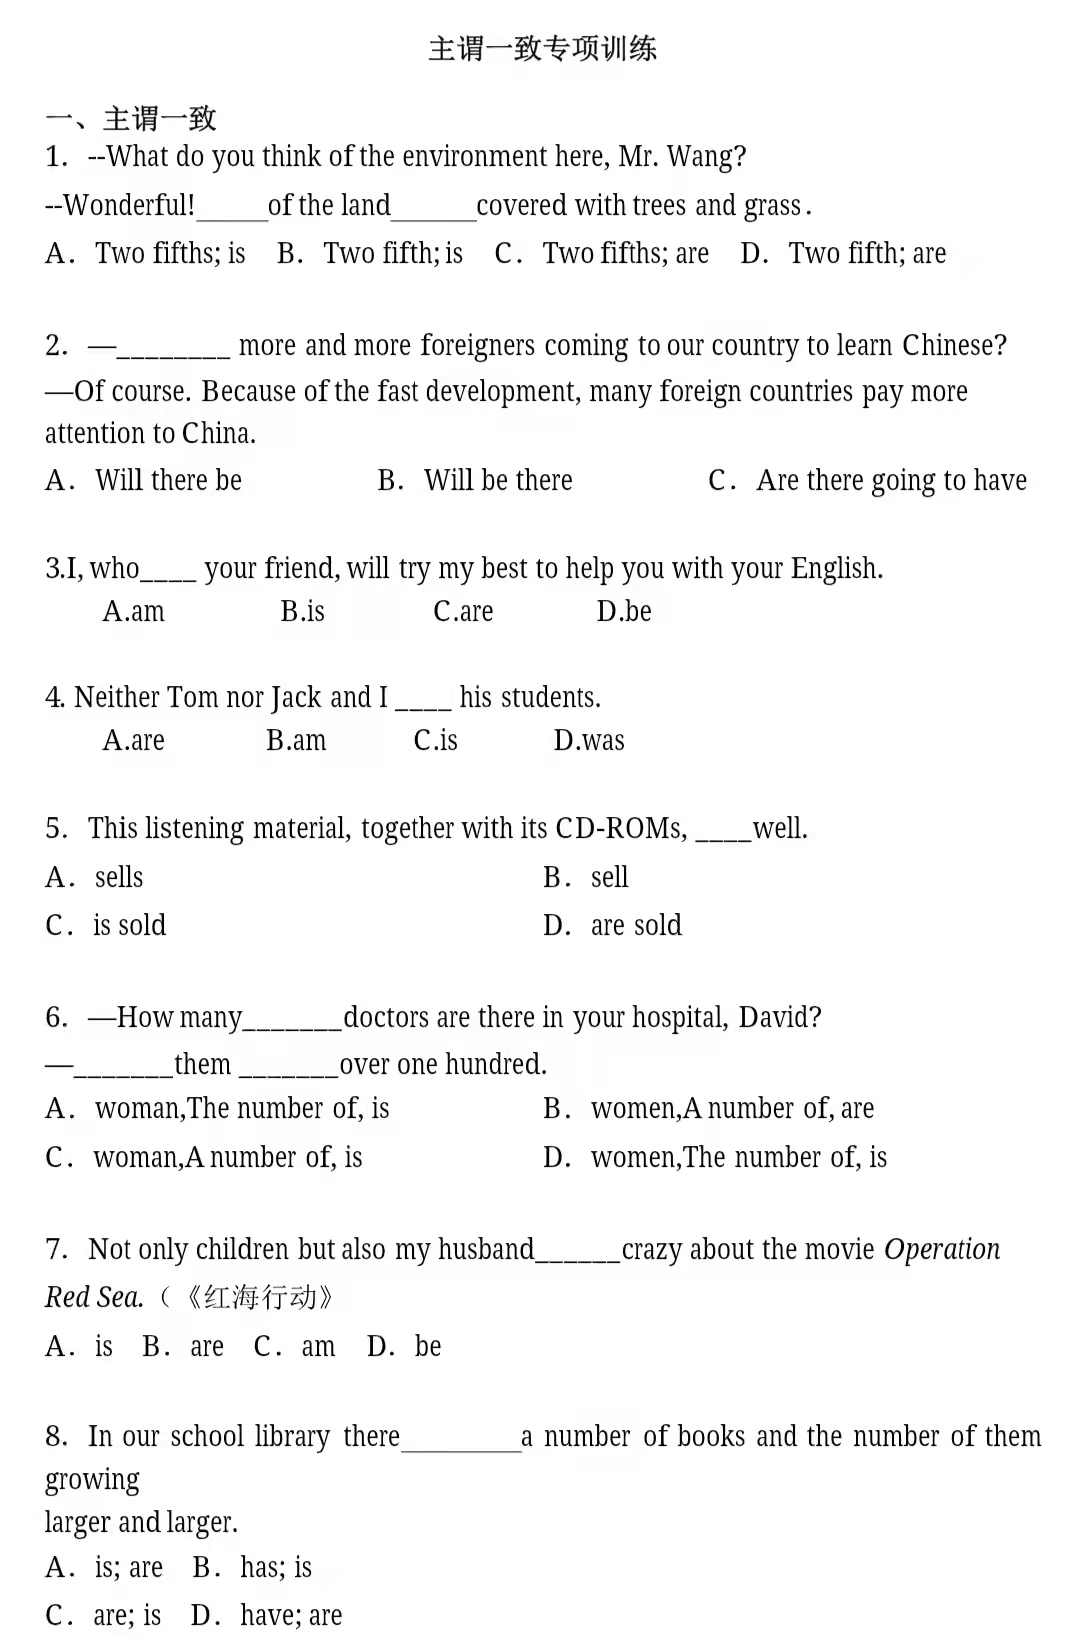 主谓一致专项训练
一、主谓一致
1. --What do you think of the environment here, Mr. Wang?
--Wonderful!_____of the land______covered with trees and grass.
A. Two fifths; is B. Two fifth; is C. Two fifths; are D. Two fifth; are
2. —________ more and more foreigners coming to our country to learn Chinese?
—Of course. Because of the fast development, many foreign countries pay more
attention to China.
A. Will there be B. Will be there C. Are there going to have
3.I, who____ your friend, will try my best to help you with your English.
A.am B.is C.are D.be
4. Neither Tom nor Jack and I ____ his students.
A.are B.am C.is D.was
5. This listening material, together with its CD-ROMs, ____well.
A. sells B. sell
C. is sold D. are sold
6. —How many_______doctors are there in your hospital, David?
—_______them _______over one hundred.
A. woman,The number of, is B. women,A number of, are
C. woman,A number of, is D. women,The number of, is
7. Not only children but also my husband______crazy about the movie Operation
Red Sea.（《红海行动》
A. is B. are C. am D. be
8. In our school library there________a number of books and the number of them
growing
larger and larger.
A. is; are B. has; is
C. are; is D. have; are